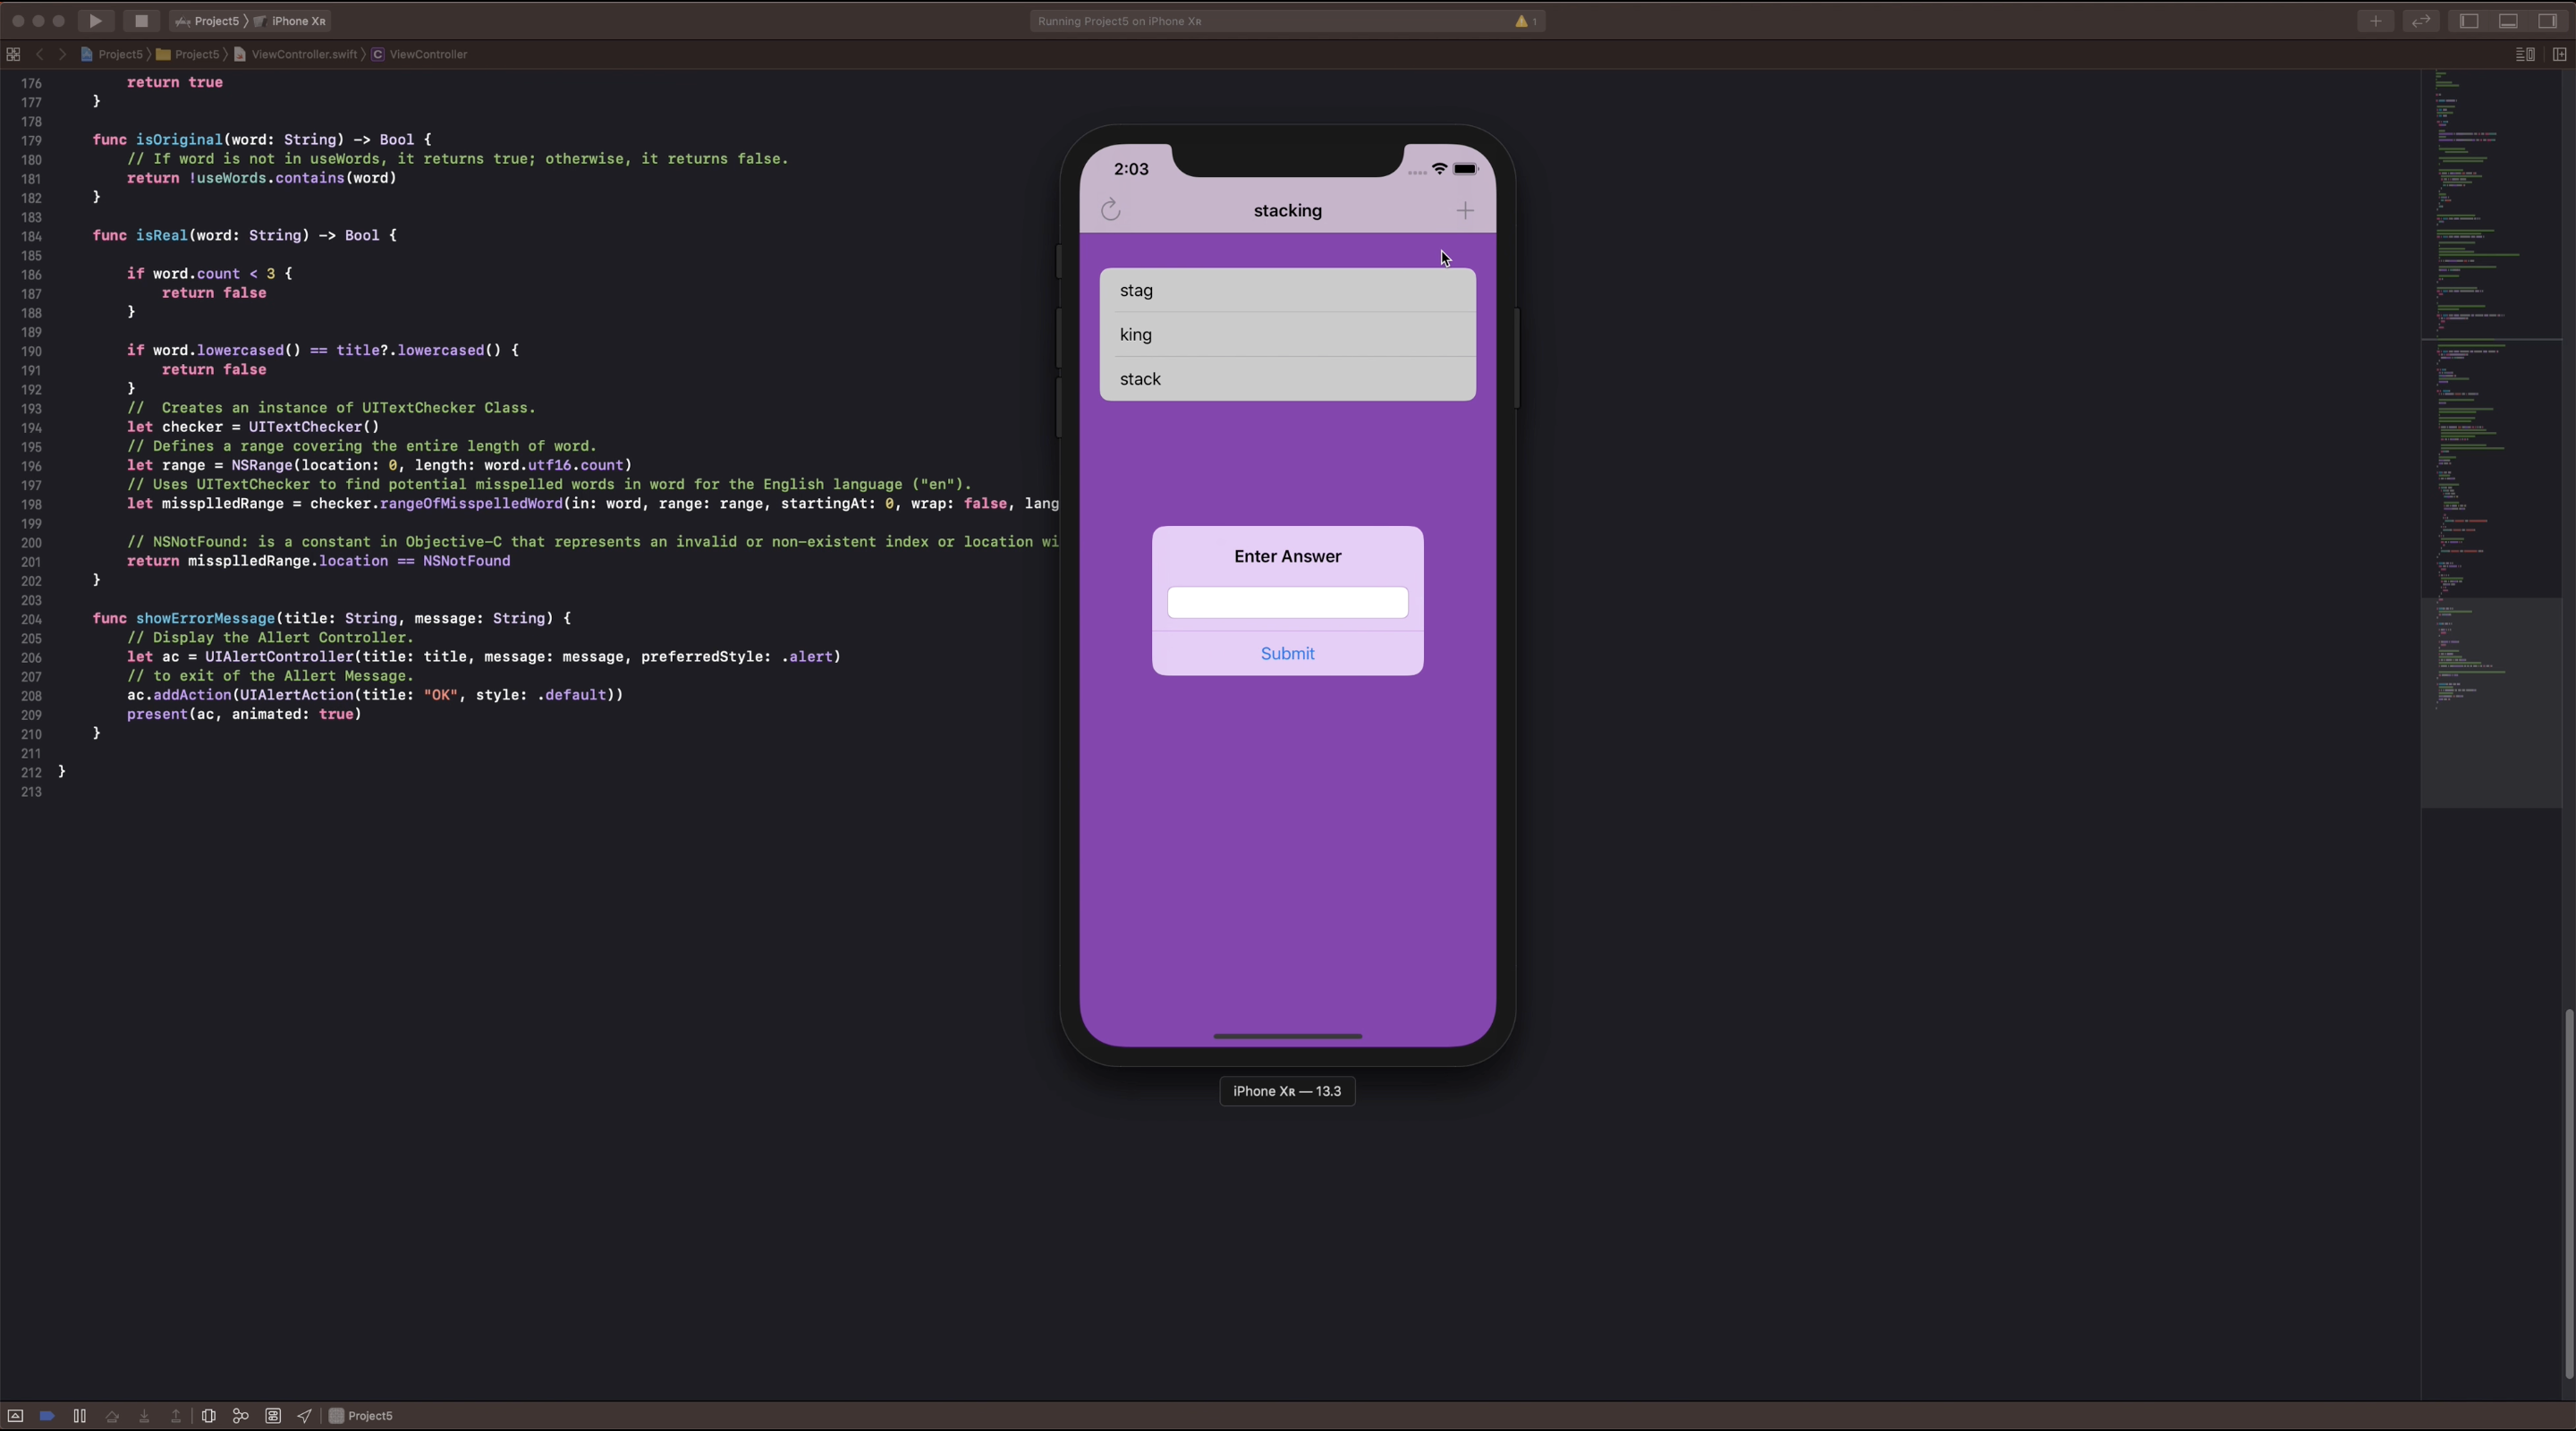 Project5 〉 iPhone XR
Running Project5 on iPhone XR
1
Project5 〉 Project5 〉 ViewController.swift 〉 C ViewController
176 return true
177 }
178
179 func isOriginal(word: String) -> Bool {
180 // If word is not in useWords, it returns true; otherwise, it returns false.
181 return !useWords.contains(word)
182 }
183
184 func isReal(word: String) -> Bool {
185
186 if word.count < 3 {
187 return false
188 }
189
190 if word.lowercased() == title?.lowercased() {
191 return false
192 }
193 //  Creates an instance of UITextChecker Class.
194 let checker = UITextChecker()
195 // Defines a range covering the entire length of word.
196 let range = NSRange(location: 0, length: word.utf16.count)
197 // Uses UITextChecker to find potential misspelled words in word for the English language ("en").
198 let missplledRange = checker.rangeOfMisspelledWord(in: word, range: range, startingAt: 0, wrap: false, lang
199
200 // NSNotFound: is a constant in Objective-C that represents an invalid or non-existent index or location wi
201 return missplledRange.location == NSNotFound
202 }
203
204 func showErrorMessage(title: String, message: String) {
205 // Display the Allert Controller.
206 let ac = UIAlertController(title: title, message: message, preferredStyle: .alert)
207 // to exit of the Allert Message.
208 ac.addAction(UIAlertAction(title: "OK", style: .default))
209 present(ac, animated: true)
210 }
211
212 }
213
2:03
stacking
stag
king
stack
Enter Answer
Submit
iPhone XR — 13.3
Project5